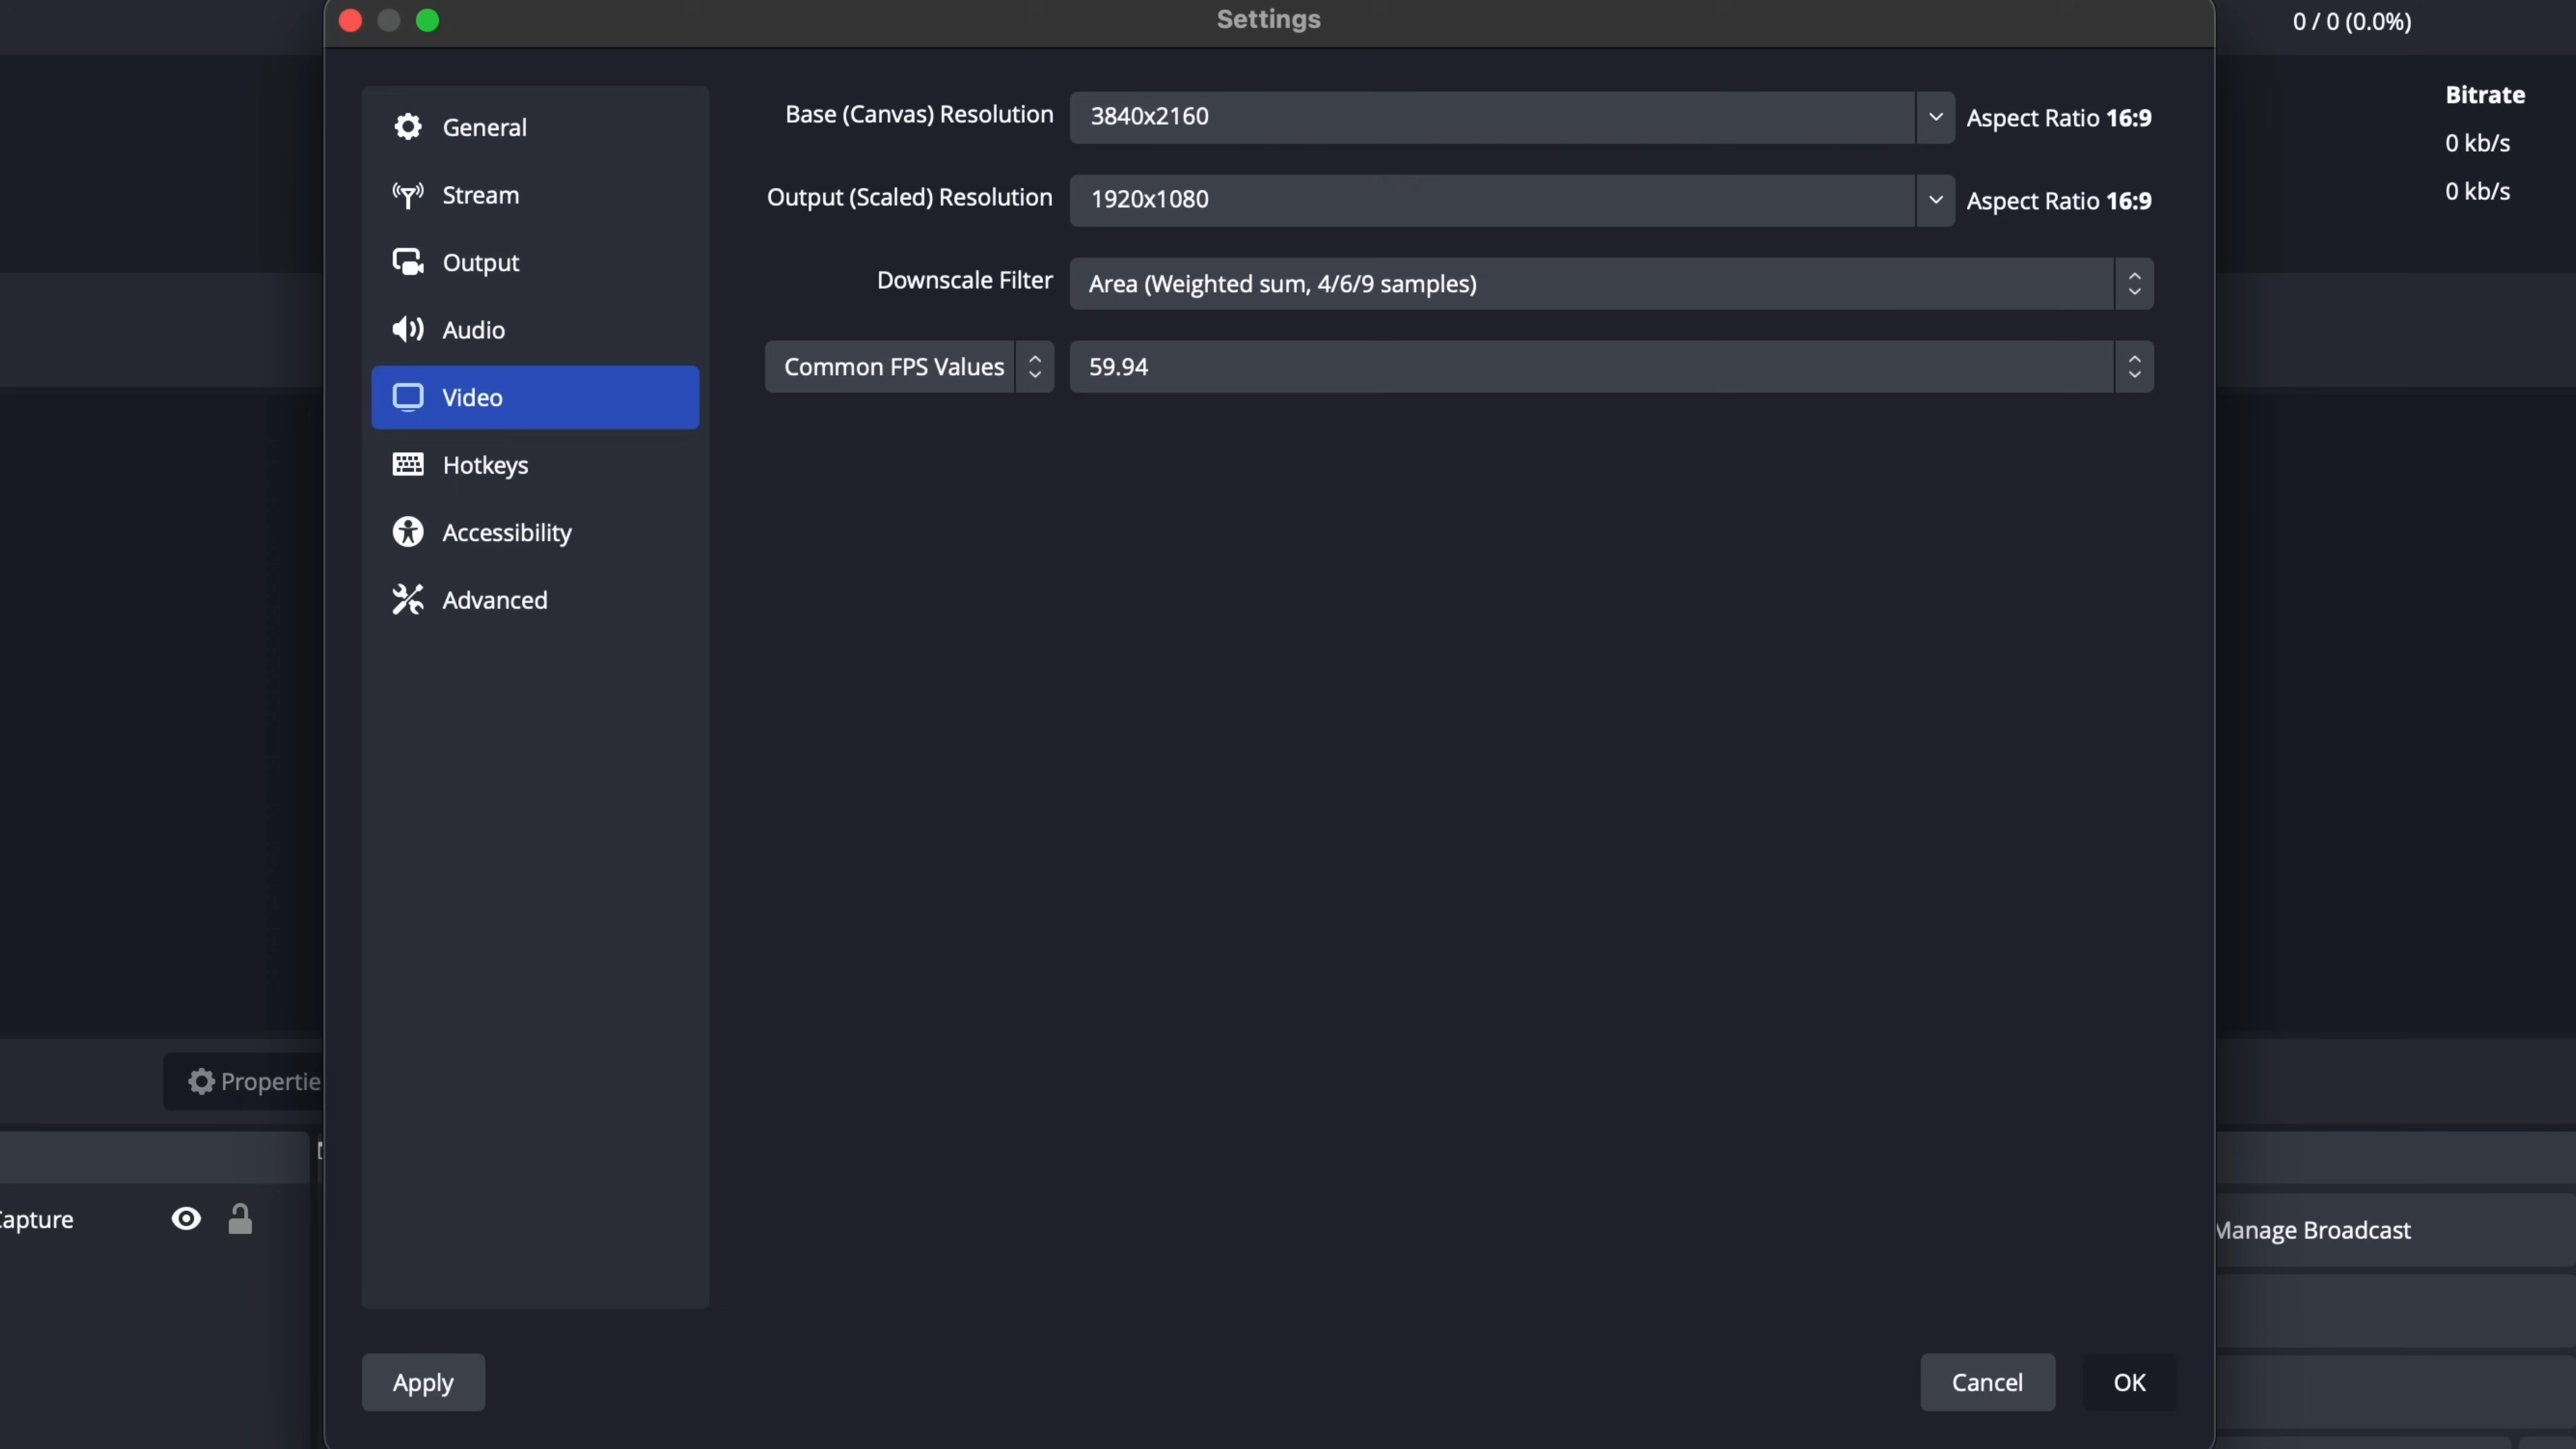 Settings
0 / 0 (0.0%)
General
Stream
Output
Audio
Video
Hotkeys
Accessibility
Advanced
Base (Canvas) Resolution 3840x2160 Aspect Ratio 16:9
Output (Scaled) Resolution 1920x1080 Aspect Ratio 16:9
Downscale Filter Area (Weighted sum, 4/6/9 samples)
Common FPS Values 59.94
Bitrate
0 kb/s
0 kb/s
Propertie
apture
Manage Broadcast
Apply
Cancel
OK